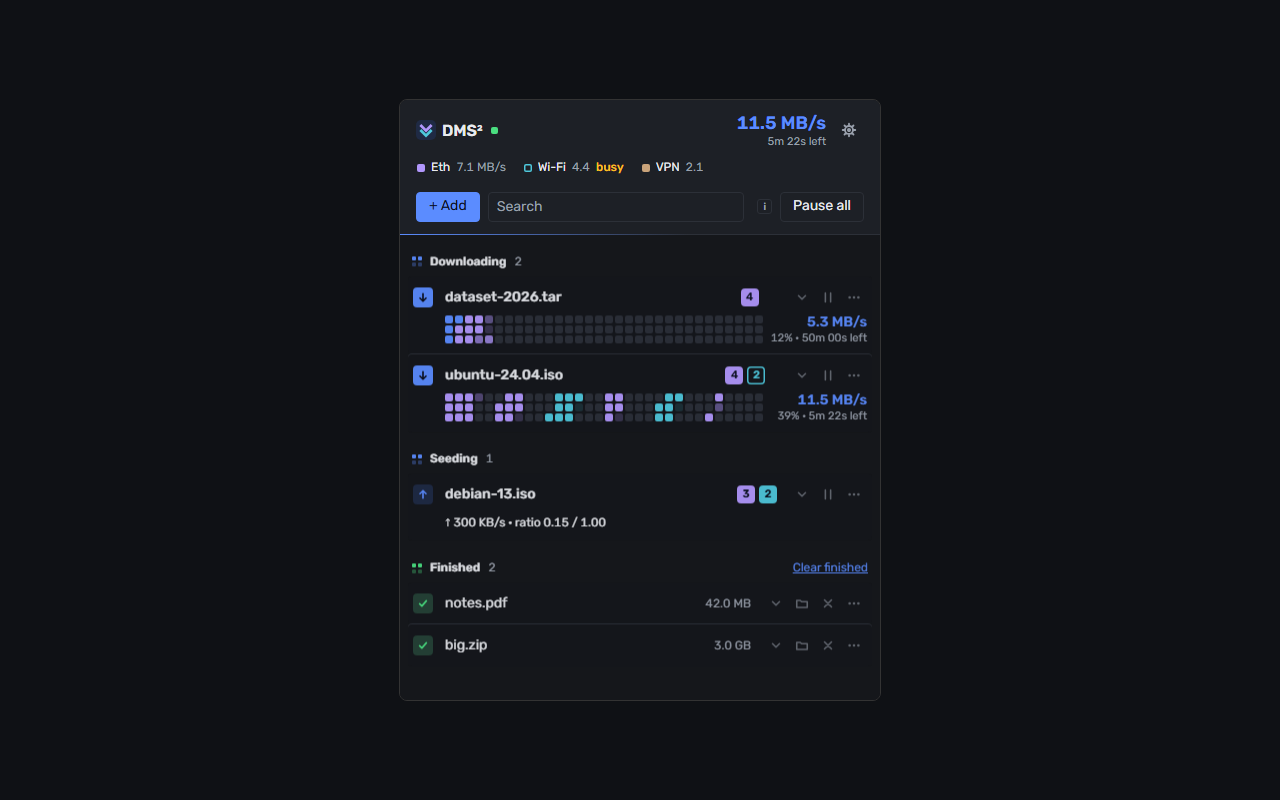 DMS²
11.5 MB/s
5m 22s left
Eth 7.1 MB/s Wi-Fi 4.4 busy VPN 2.1
+ Add Search i Pause all
Downloading 2
dataset-2026.tar 4
5.3 MB/s
12% • 50m 00s left
ubuntu-24.04.iso 4 2
11.5 MB/s
39% • 5m 22s left
Seeding 1
debian-13.iso 3 2
↑ 300 KB/s • ratio 0.15 / 1.00
Finished 2 Clear finished
notes.pdf 42.0 MB
big.zip 3.0 GB